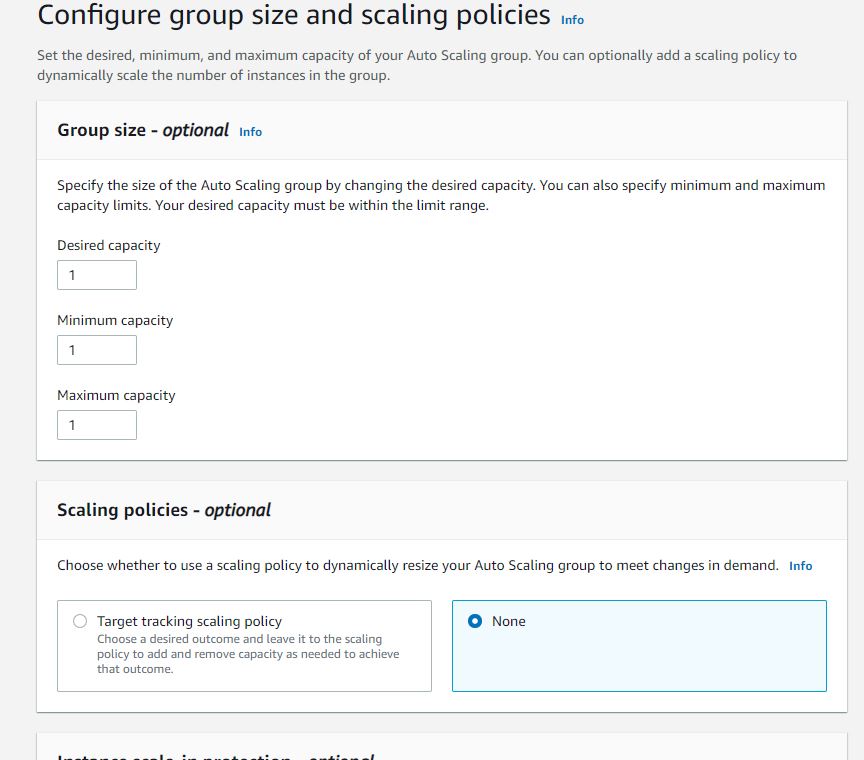 Configure group size and scaling policies Info
Set the desired, minimum, and maximum capacity of your Auto Scaling group. You can optionally add a scaling policy to
dynamically scale the number of instances in the group.
Group size - optional Info
Specify the size of the Auto Scaling group by changing the desired capacity. You can also specify minimum and maximum
capacity limits. Your desired capacity must be within the limit range.
Desired capacity
1
Minimum capacity
1
Maximum capacity
1
Scaling policies - optional
Choose whether to use a scaling policy to dynamically resize your Auto Scaling group to meet changes in demand. Info
Target tracking scaling policy
Choose a desired outcome and leave it to the scaling
policy to add and remove capacity as needed to achieve
that outcome.
None
Instance scale-in protection - optional